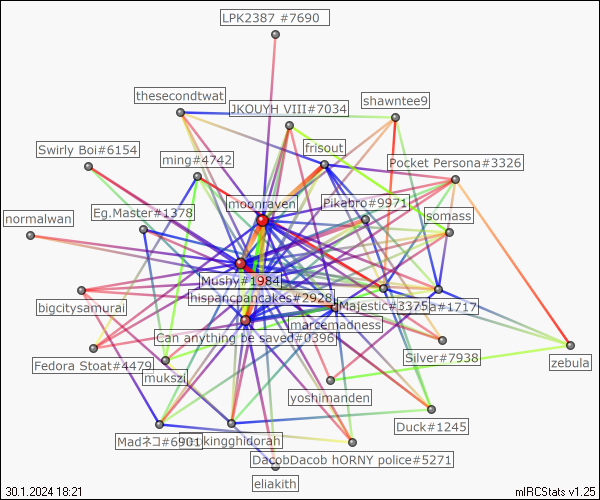 LPK2387 #7690
thesecondtwat
shawntee9
JKOUYH VIII#7034
Swirly Boi#6154
frisout
ming#4742
Pocket Persona#3326
moonraven
Pikabro#9971
normalwan
Eg.Master#1378
somass
Mushy#1984
hispancpancakes#2928
bigcitysamurai
Majestic#3375
a#1717
marcemadness
Can anything be saved#0396
Fedora Stoat#4479
mukszi
Silver#7938
zebula
yoshimanden
Duck#1245
Madネコ#6901
kingghidorah
DacobDacob hORNY police#5271
eliakith
30.1.2024 18:21
mIRCStats v1.25